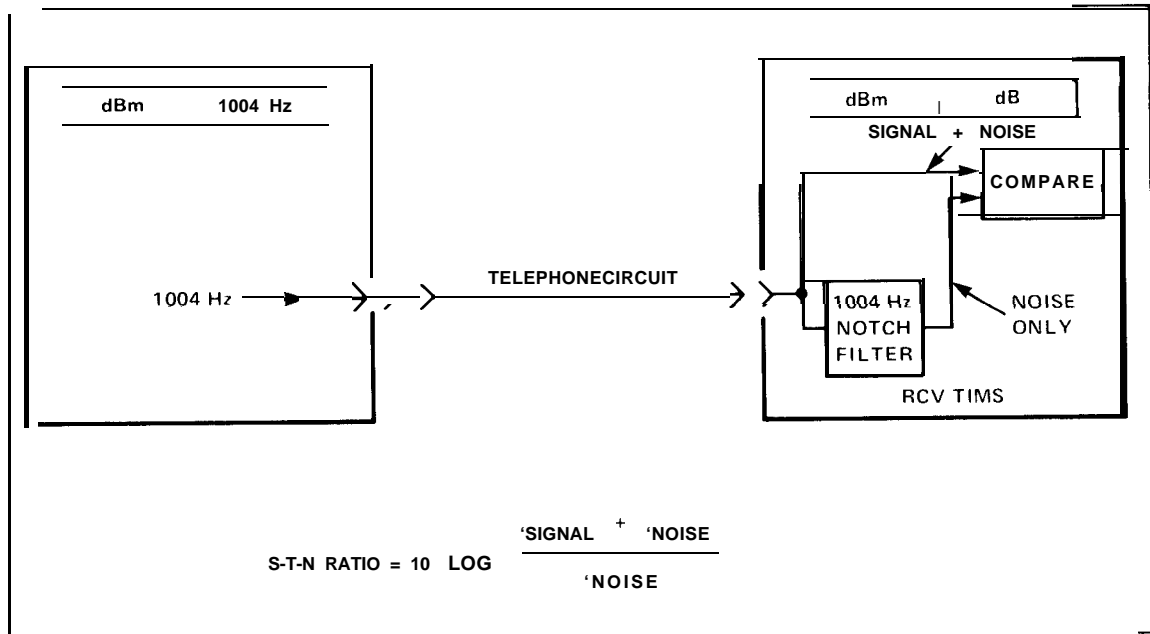 dBm 1004 Hz
dBm dB
SIGNAL + NOISE
COMPARE
1004 Hz
TELEPHONECIRCUIT
1004 Hz
NOTCH
FILTER
NOISE
ONLY
RCV TIMS
S-T-N RATIO = 10 LOG
‘SIGNAL + ‘NOISE
‘NOISE